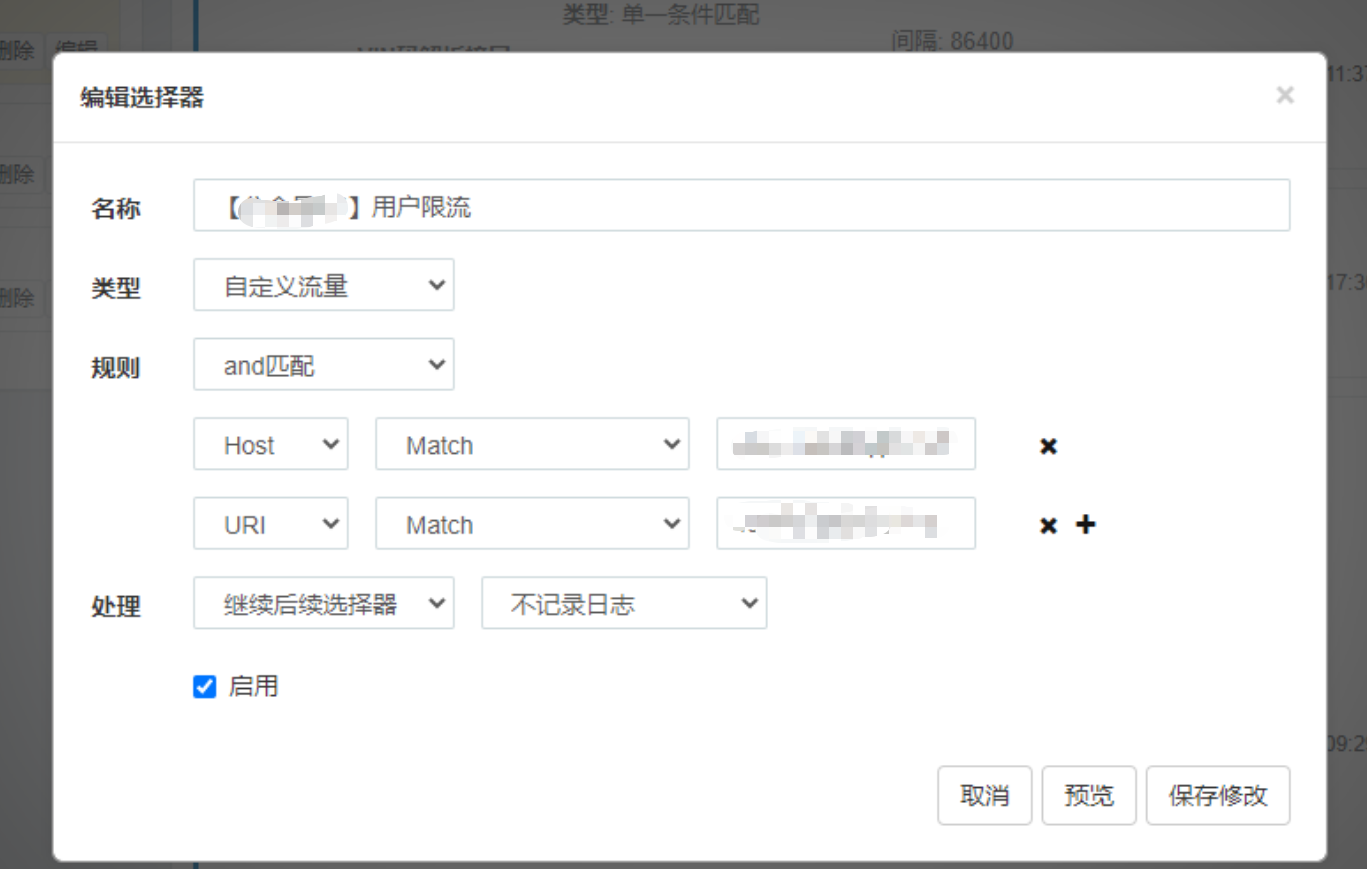 类型: 单一条件匹配
间隔: 86400
删除 编辑
11:37
编辑选择器 ×
名称 【】用户限流
类型 自定义流量
删除
17:3
删除
规则 and匹配
Host Match
URI Match
处理 继续后续选择器 不记录日志
启用
09:2
取消 预览 保存修改